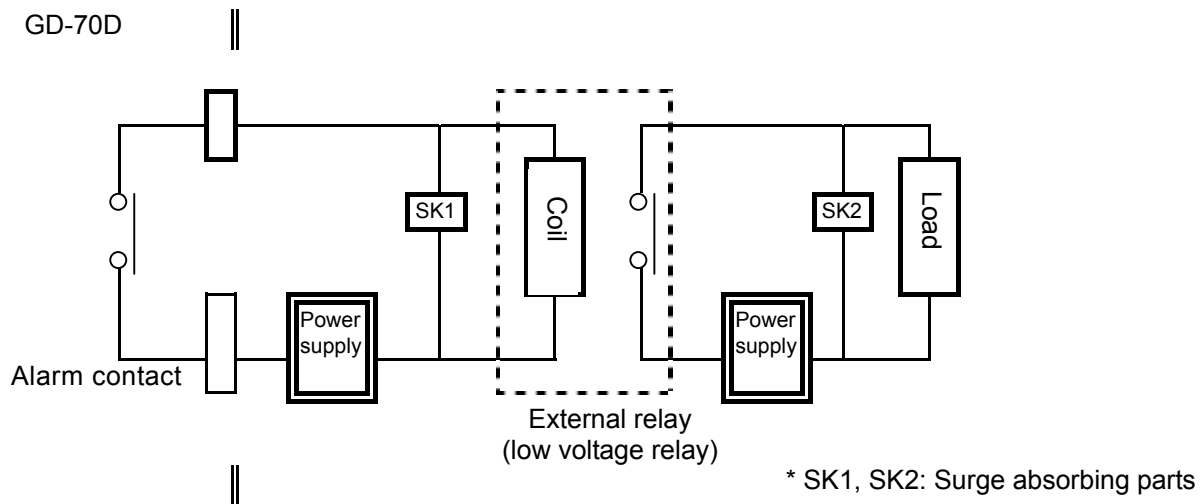 GD-70D
SK1
Coil
SK2
Load
Power
supply
Power
supply
Alarm contact
External relay
(low voltage relay)
* SK1, SK2: Surge absorbing parts